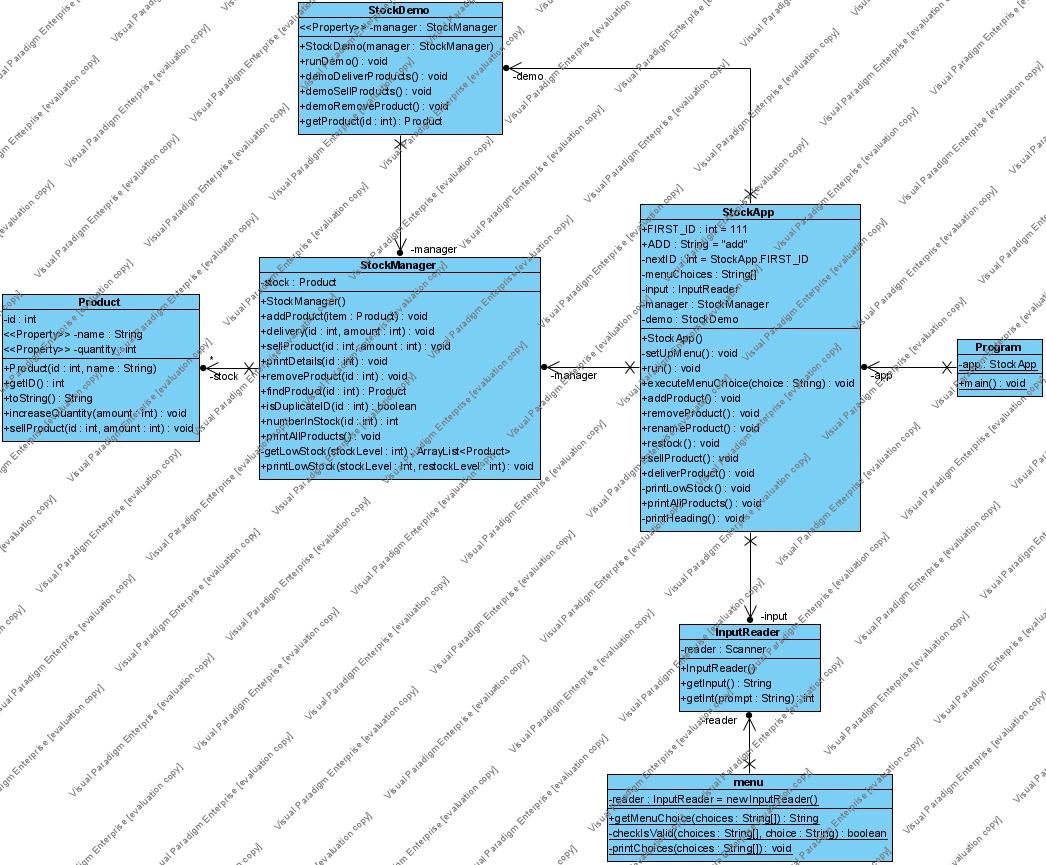 StockDemo
<<Property>> -manager : StockManager
+StockDemo(manager : StockManager)
+runDemo() : void
+demoDeliverProducts() : void
+demoSellProducts() : void
+demoRemoveProduct() : void
+getProduct(id : int) : Product
-demo
-manager
StockManager
-stock : Product
+StockManager()
+addProduct(item : Product) : void
+delivery(id : int, amount : int) : void
+sellProduct(id : int, amount : int) : void
+printDetails(id : int) : void
+removeProduct(id : int) : void
+findProduct(id : int) : Product
+isDuplicateID(id : int) : boolean
+numberInStock(id : int) : int
+printAllProducts() : void
-getLowStock(stockLevel : int) : ArrayList<Product>
+printLowStock(stockLevel : int, restockLevel : int) : void
Product
-id : int
<<Property>> -name : String
<<Property>> -quantity : int
+Product(id : int, name : String)
+getID() : int
+toString() : String
+increaseQuantity(amount : int) : void
+sellProduct(id : int, amount : int) : void
*
-stock
StockApp
+FIRST_ID : int = 111
+ADD : String = "add"
-nextID : int = StockApp.FIRST_ID
-menuChoices : String[]
-input : InputReader
-manager : StockManager
-demo : StockDemo
+StockApp()
-setUpMenu() : void
+run() : void
+executeMenuChoice(choice : String) : void
+addProduct() : void
+removeProduct() : void
+renameProduct() : void
+restock() : void
+sellProduct() : void
+deliverProduct() : void
-printLowStock() : void
+printAllProducts() : void
-printHeading() : void
-manager
-app
Program
-app : StockApp
+main() : void
-input
InputReader
-reader : Scanner
+InputReader()
+getInput() : String
+getInt(prompt : String) : int
-reader
menu
-reader : InputReader = new InputReader()
+getMenuChoice(choices : String[]) : String
-checkIsValid(choices : String[], choice : String) : boolean
-printChoices(choices : String[]) : void
Visual Paradigm Enterprise [evaluation copy]